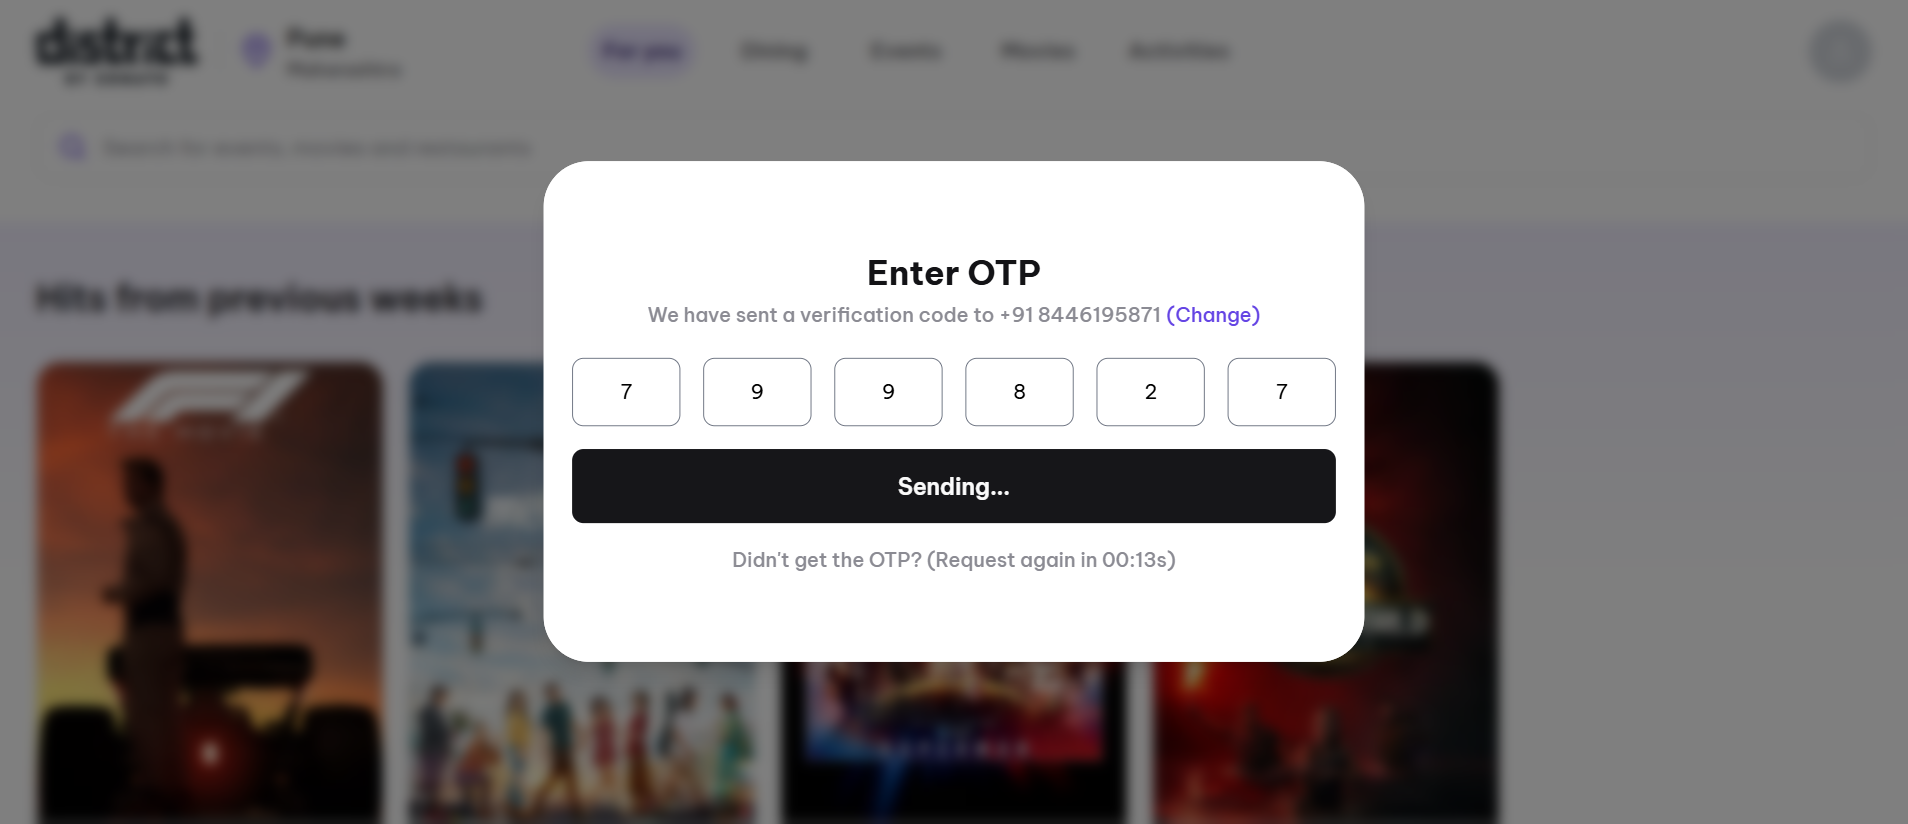 district
BY ZOMATO
Pune
Maharashtra
For you
Dining
Events
Movies
Activities
Search for events, movies and restaurants
Enter OTP
We have sent a verification code to +91 8446195871 (Change)
7 9 9 8 2 7
Sending...
Didn't get the OTP? (Request again in 00:13s)
Hits from previous weeks
F1